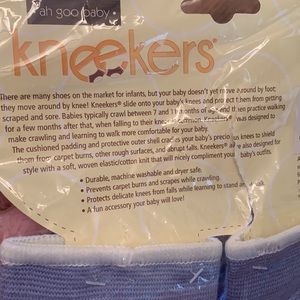 ah goo baby
kneekers®
There are many shoes on the market for infants, but your baby doesn't yet move around by foot;
they move around by knee! Kneekers® slide onto your baby's knees and protect them from getting
scraped and sore. Babies typically crawl between 7 and 11 months of age and then practice walking
for a few months after that, when falling to their knees is common. Kneekers® was designed to
make crawling and learning to walk more comfortable for your baby.
The cushioned padding and protective outer shell cradles your baby's precious knees to shield
them from carpet burns, other rough surfaces, and abrupt falls. Kneekers® are also designed for
style with a soft, woven elastic/cotton knit that will nicely compliment your baby's outfits.
• Durable, machine washable and dryer safe.
• Prevents carpet burns and scrapes while crawling.
• Protects delicate knees from falls while learning to stand and walk.
• A fun accessory your baby will love!